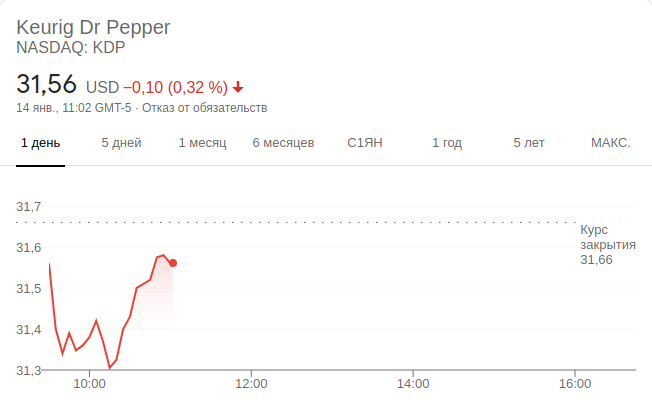 Keurig Dr Pepper
NASDAQ: KDP
31,56 USD −0,10 (0,32 %)
14 янв., 11:02 GMT-5 · Отказ от обязательств
1 день 5 дней 1 месяц 6 месяцев С1ЯН 1 год 5 лет МАКС.
31,7
Курс
закрытия
31,66
31,6
31,5
31,4
31,3
10:00 12:00 14:00 16:00